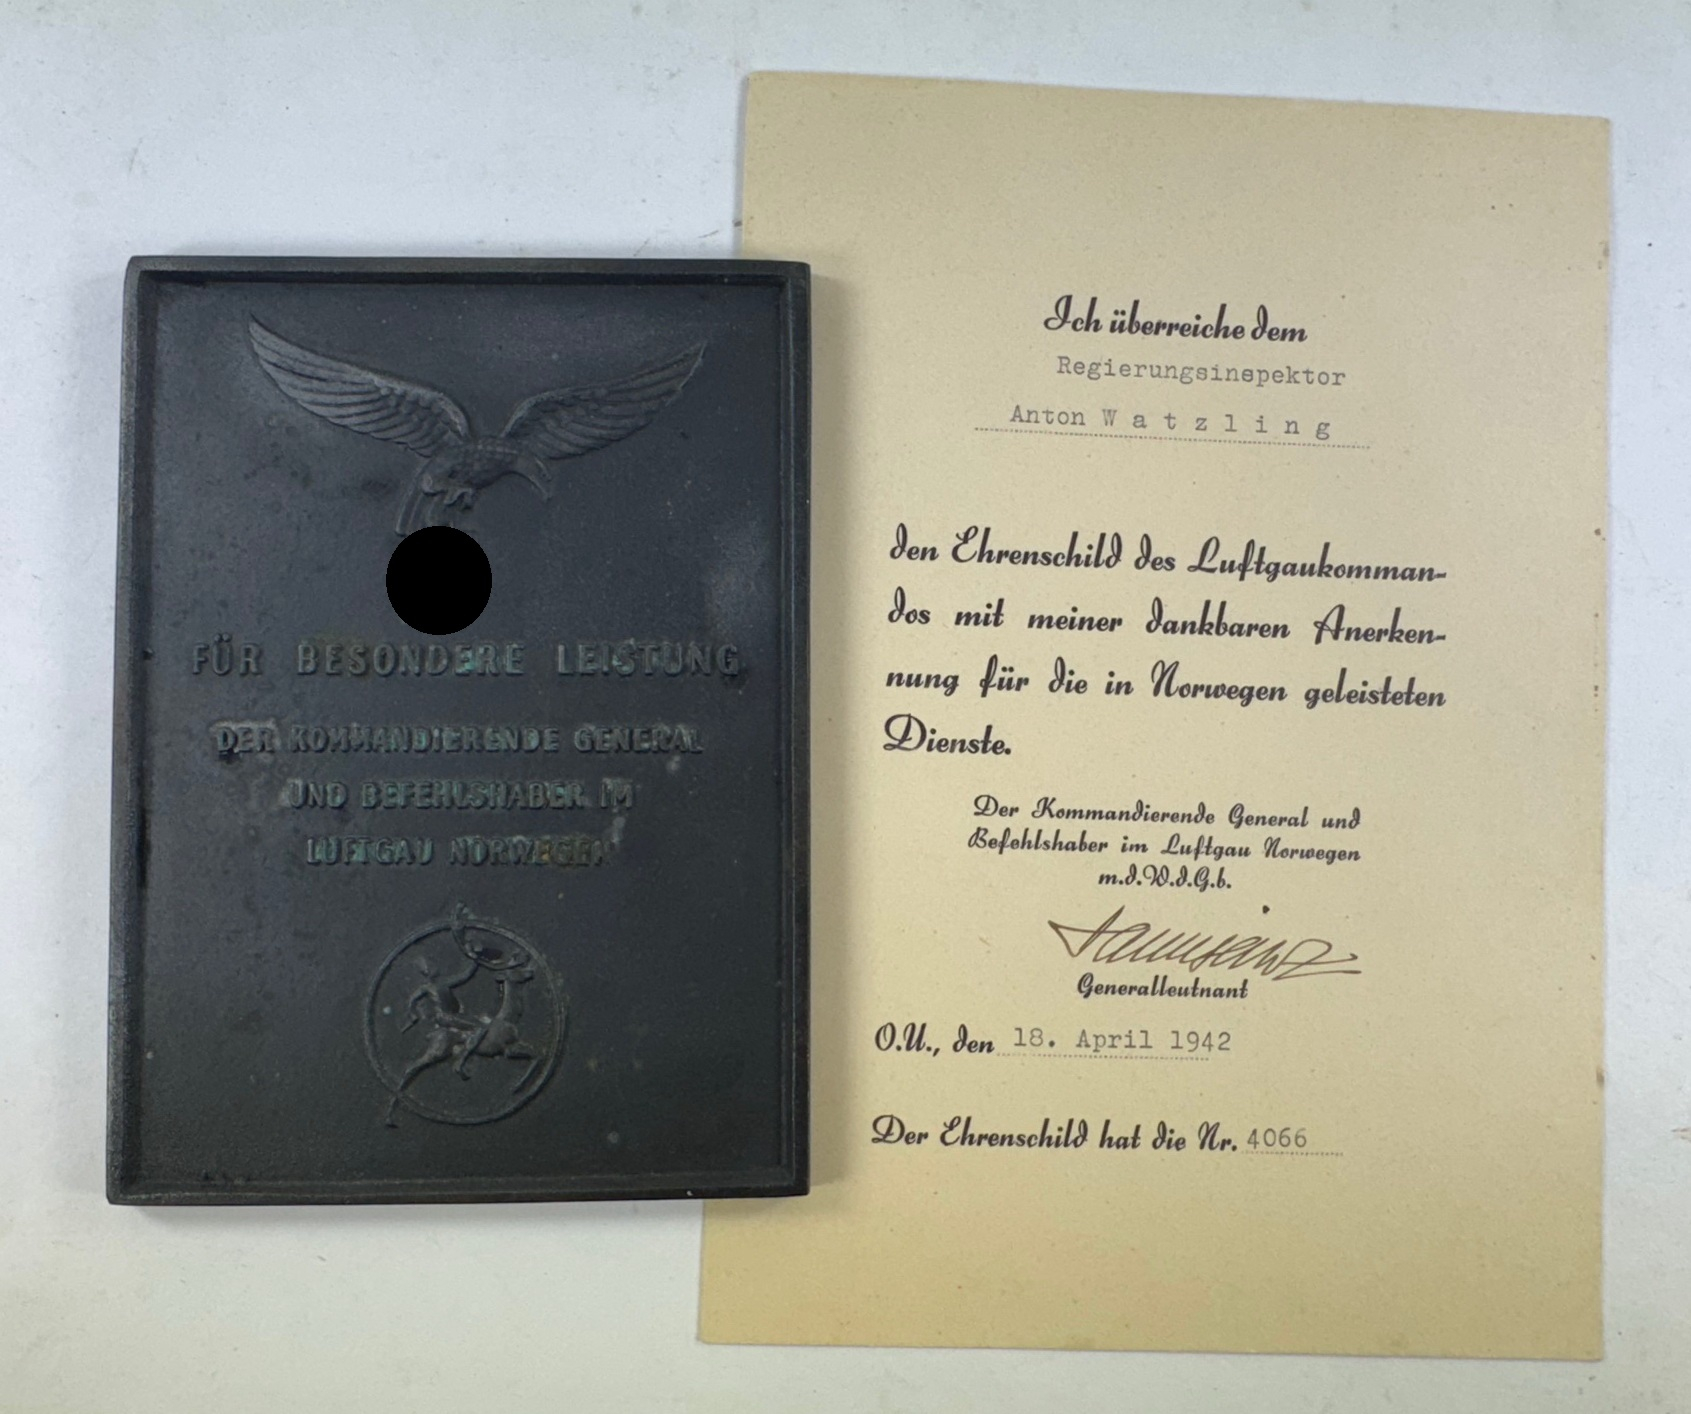 FÜR BESONDERE LEISTUNG
DER KOMMANDIERENDE GENERAL
UND BEFEHLSHABER IM
LUFTGAU NORWEGEN
Ich überreiche dem
Regierungsinspektor
Anton W a t z l i n g
den Ehrenschild des Luftgaukomman-
dos mit meiner dankbaren Anerken-
nung für die in Norwegen geleisteten
Dienste.
Der Kommandierende General und
Befehlshaber im Luftgau Norwegen
m.d.W.d.G.b.
Generalleutnant
O.U., den 18. April 1942
Der Ehrenschild hat die Nr. 4066